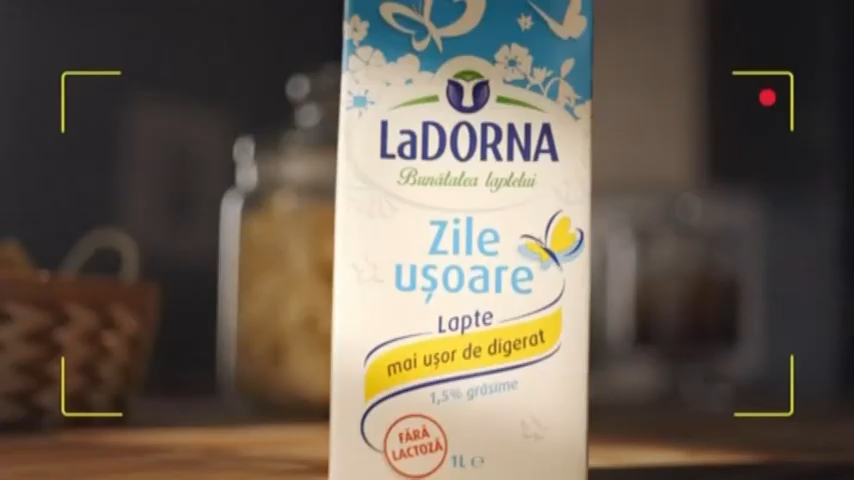 LaDORNA
Bunătatea laptelui
Zile
ușoare
Lapte
mai ușor de digerat
1,5% grăsime
FĂRĂ
LACTOZĂ
1L ℮